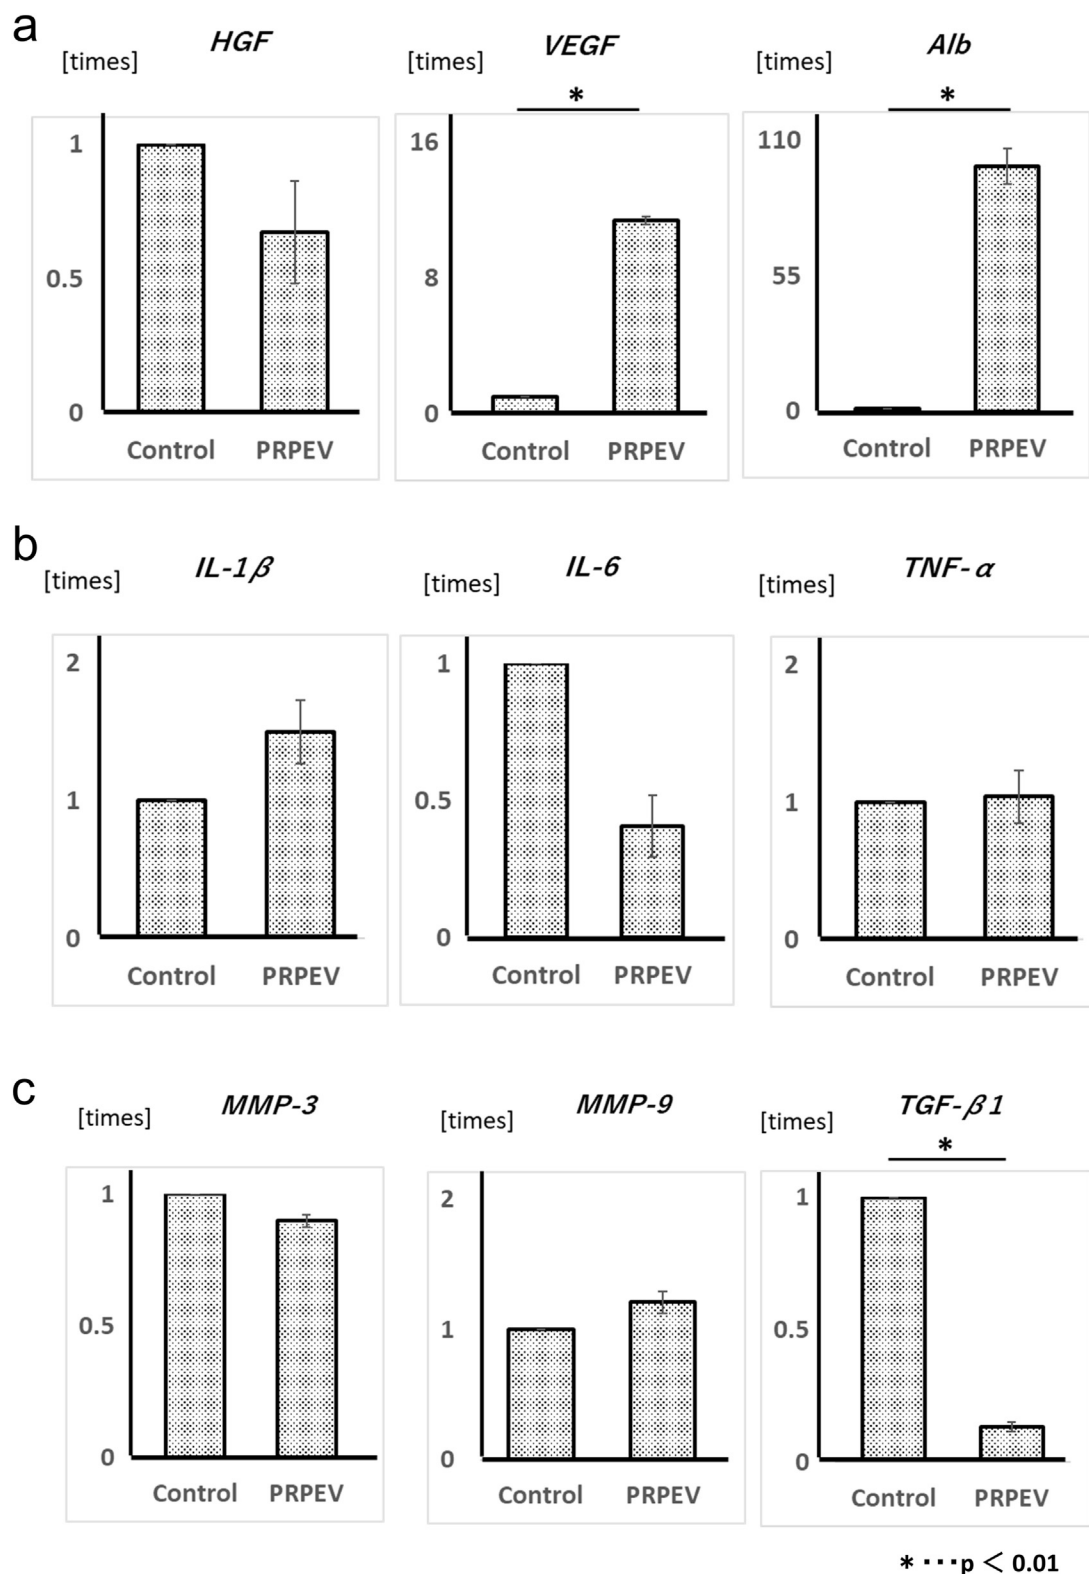 a
HGF
VEGF
Alb
[times]
[times]
[times]
*
*
1
0.5
0
Control PRPEV
16
8
0
Control PRPEV
110
55
0
Control PRPEV
b
IL-1β
IL-6
TNF-α
[times]
[times]
[times]
2
1
0
Control PRPEV
1
0.5
0
Control PRPEV
2
1
0
Control PRPEV
c
MMP-3
MMP-9
TGF-β1
[times]
[times]
[times]
*
1
0.5
0
Control PRPEV
2
1
0
Control PRPEV
1
0.5
0
Control PRPEV
* ···p < 0.01